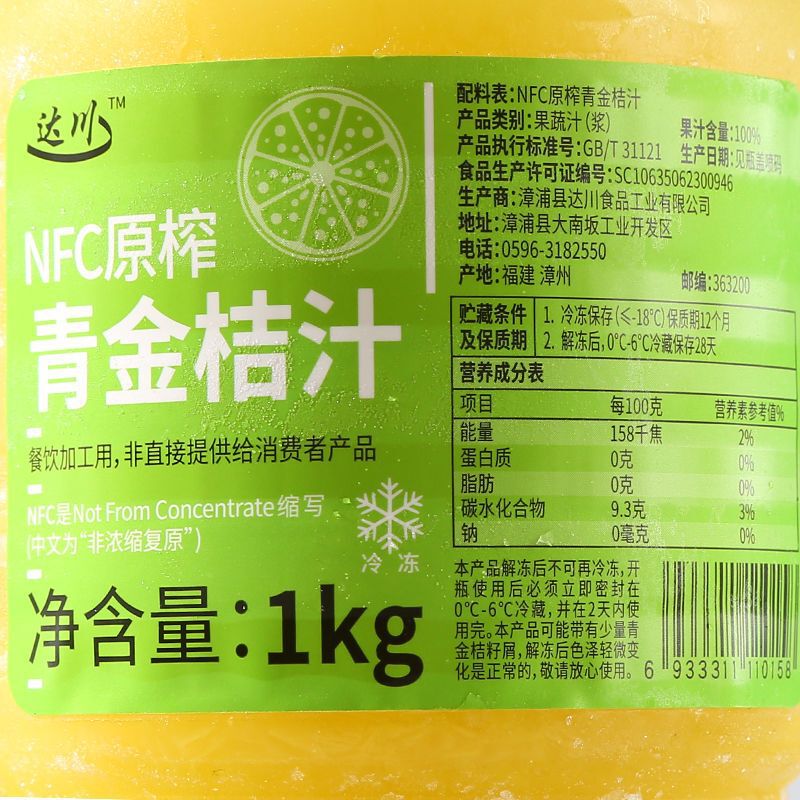 达川™
NFC原榨
青金桔汁
餐饮加工用,非直接提供给消费者产品
NFC是Not From Concentrate缩写
(中文为“非浓缩复原”)
冷冻
净含量:1kg
配料表:NFC原榨青金桔汁
产品类别:果蔬汁(浆) 果汁含量:100%
产品执行标准号:GB/T 31121 生产日期:见瓶盖喷码
食品生产许可证编号:SC10635062300946
生产商:漳浦县达川食品工业有限公司
地址:漳浦县大南坂工业开发区
电话:0596-3182550
产地:福建 漳州 邮编:363200
贮藏条件 1. 冷冻保存(≤-18℃)保质期12个月
及保质期 2. 解冻后,0℃-6℃冷藏保存28天
营养成分表
项目 每100克 营养素参考值%
能量 158千焦 2%
蛋白质 0克 0%
脂肪 0克 0%
碳水化合物 9.3克 3%
钠 0毫克 0%
本产品解冻后不可再冷冻,开
瓶使用后必须立即密封在
0℃-6℃冷藏,并在2天内使
用完。本产品可能带有少量青
金桔籽屑,解冻后色泽轻微变
化是正常的,敬请放心使用。
6 933311 110158